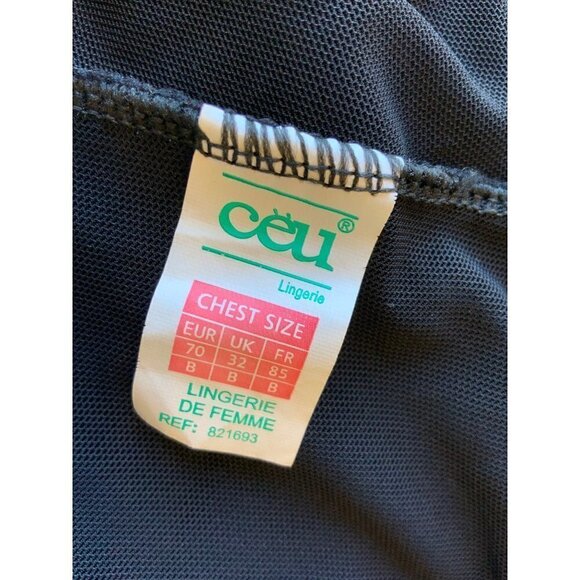 cèu®
Lingerie
CHEST SIZE
EUR UK FR
70 32 85
B B B
LINGERIE
DE FEMME
REF: 821693